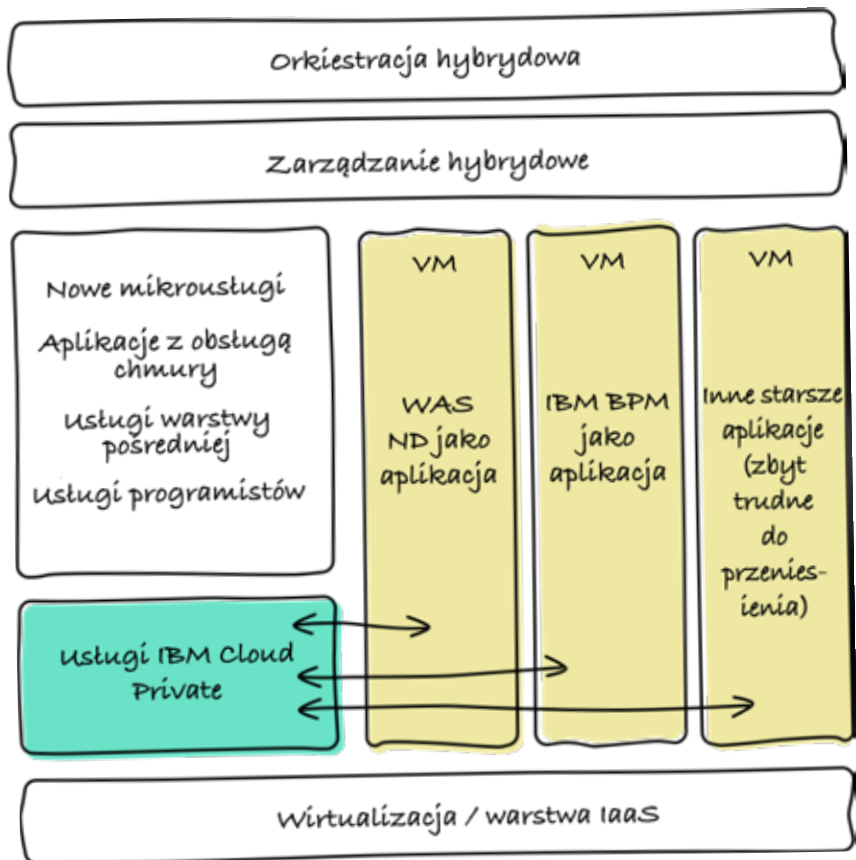 Orkiestracja hybrydowa
Zarządzanie hybrydowe
Nowe mikrousługi
Aplikacje z obsługą
chmury
Usługi warstwy
pośredniej
Usługi programistów
Usługi IBM Cloud
Private
VM
WAS
ND jako
aplikacja
VM
IBM BPM
jako
aplikacja
VM
Inne starsze
aplikacje
(zbyt
trudne
do
przenies-
ienia)
Wirtualizacja / warstwa IaaS